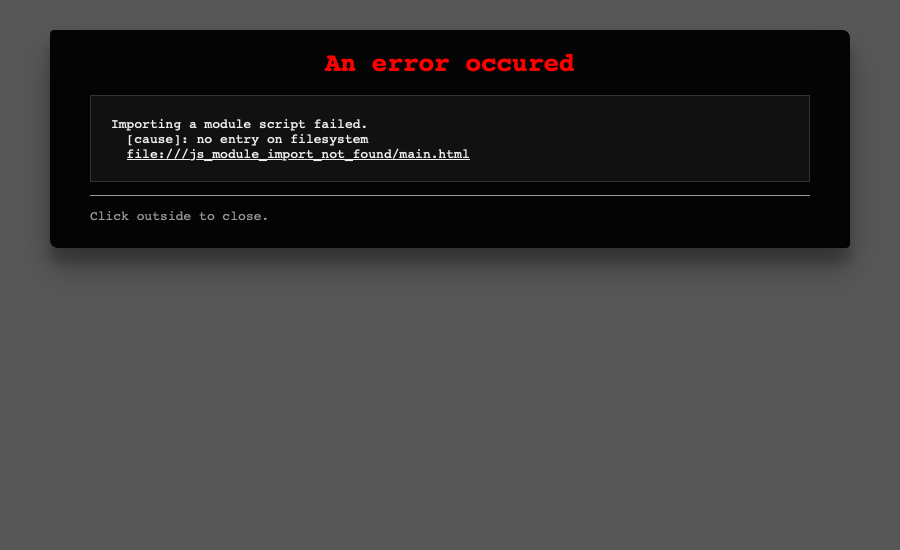 An error occured
Importing a module script failed.
[cause]: no entry on filesystem
file:///js_module_import_not_found/main.html
Click outside to close.